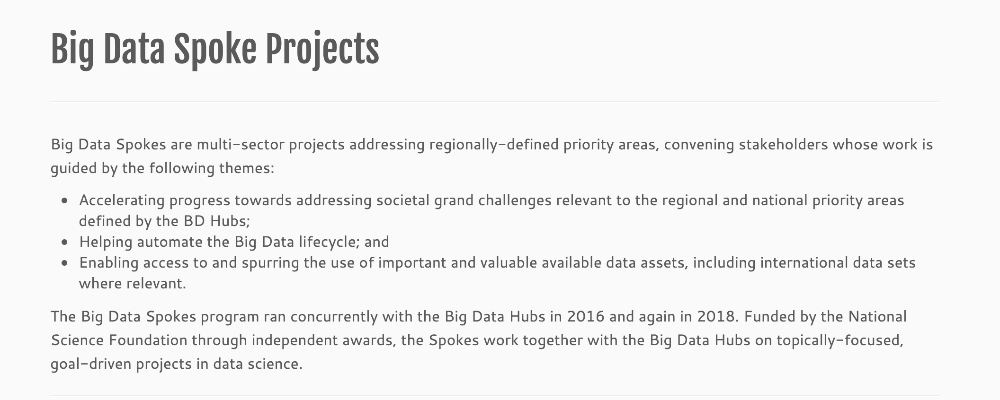 Big Data Spoke Projects
Big Data Spokes are multi-sector projects addressing regionally-defined priority areas, convening stakeholders whose work is
guided by the following themes:
• Accelerating progress towards addressing societal grand challenges relevant to the regional and national priority areas
defined by the BD Hubs;
• Helping automate the Big Data lifecycle; and
• Enabling access to and spurring the use of important and valuable available data assets, including international data sets
where relevant.
The Big Data Spokes program ran concurrently with the Big Data Hubs in 2016 and again in 2018. Funded by the National
Science Foundation through independent awards, the Spokes work together with the Big Data Hubs on topically-focused,
goal-driven projects in data science.